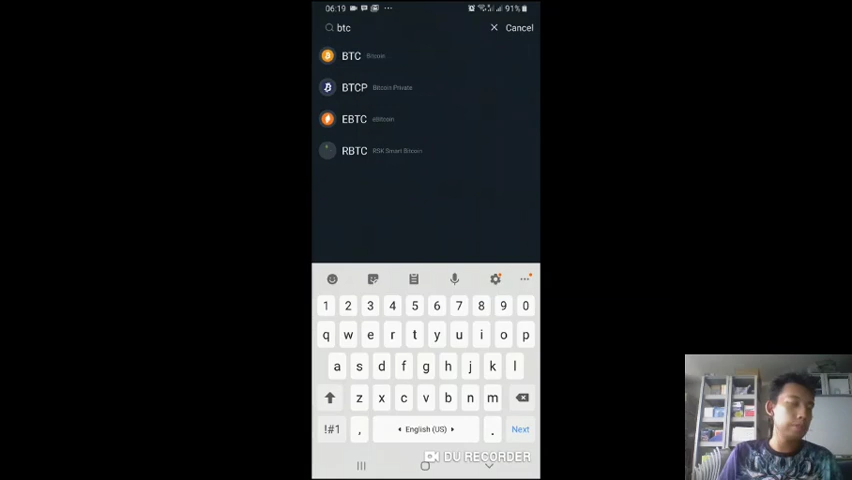 06:19 91%
btc Cancel
BTC Bitcoin
BTCP Bitcoin Private
EBTC eBitcoin
RBTC RSK Smart Bitcoin
1 2 3 4 5 6 7 8 9 0
q w e r t y u i o p
a s d f g h j k l
z x c v b n m
!#1 , English (US) . Next
DU RECORDER